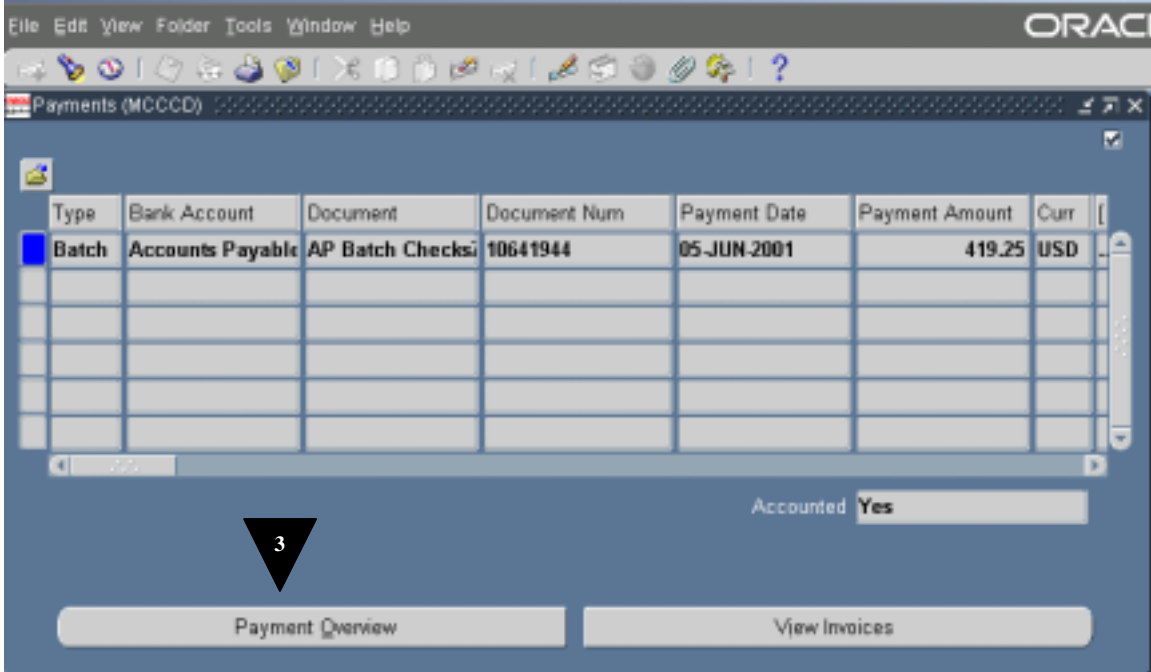 File Edit View Folder Tools Window Help ORACL
?
Payments (MCCCD)
Type Bank Account Document Document Num Payment Date Payment Amount Curr [
Batch Accounts Payable AP Batch Checks 10641944 05-JUN-2001 419.25 USD
Accounted Yes
3
Payment Overview View Invoices